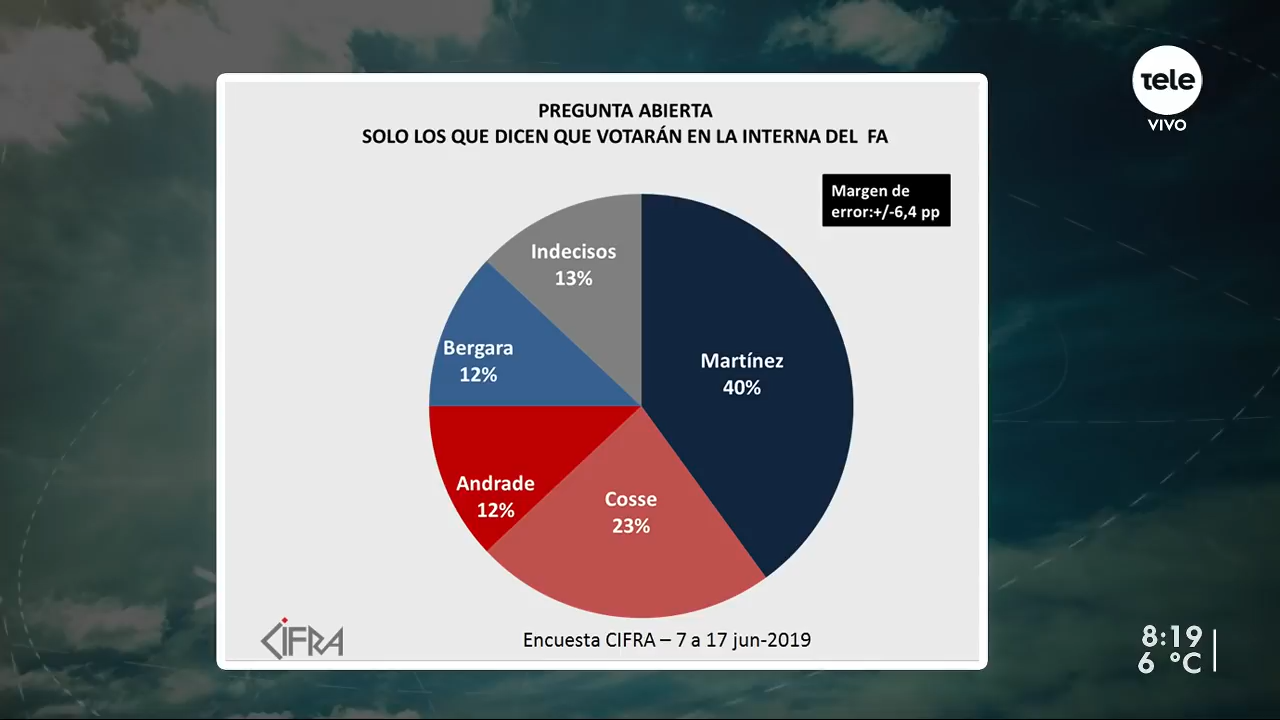 PREGUNTA ABIERTA
SOLO LOS QUE DICEN QUE VOTARÁN EN LA INTERNA DEL FA
Margen de
error:+/-6,4 pp
Indecisos
13%
Bergara
12%
Martínez
40%
Andrade
12%
Cosse
23%
CIFRA
Encuesta CIFRA – 7 a 17 jun-2019
tele
VIVO
8:19
6 °C